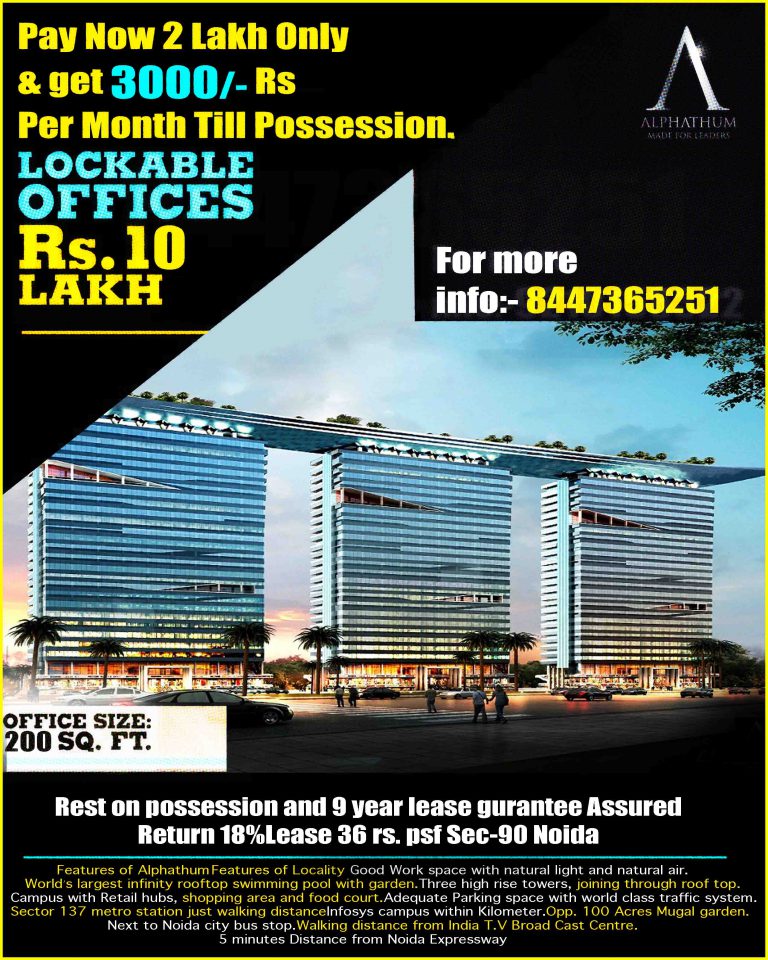 Pay Now 2 Lakh Only
& get 3000/- Rs
Per Month Till Possession.
ALPHATHUM
MADE FOR LEADERS
LOCKABLE
OFFICES
Rs. 10
LAKH
For more
info:- 8447365251
OFFICE SIZE:
200 SQ. FT.
Rest on possession and 9 year lease gurantee Assured
Return 18%Lease 36 rs. psf Sec-90 Noida
Features of Alphathum Features of Locality Good Work space with natural light and natural air.
World's largest infinity rooftop swimming pool with garden.Three high rise towers, joining through roof top.
Campus with Retail hubs, shopping area and food court.Adequate Parking space with world class traffic system.
Sector 137 metro station just walking distanceInfosys campus within Kilometer.Opp. 100 Acres Mugal garden.
Next to Noida city bus stop.Walking distance from India T.V Broad Cast Centre.
5 minutes Distance from Noida Expressway